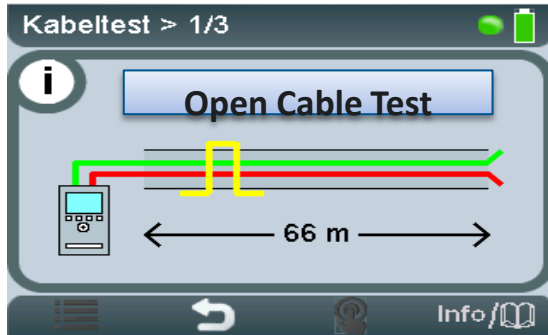 Kabeltest > 1/3
i
Open Cable Test
66 m
Info/